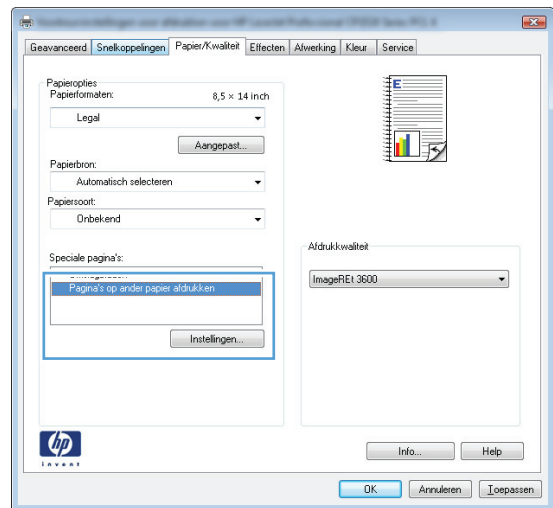 Geavanceerd Snelkoppelingen Papier/Kwaliteit Effecten Afwerking Kleur Service
Papieropties
Papierformaten: 8,5 × 14 inch
Legal
Aangepast...
Papierbron:
Automatisch selecteren
Papiersoort:
Onbekend
Speciale pagina's:
Pagina's op ander papier afdrukken
Instellingen...
E
Afdrukkwaliteit
ImageREt 3600
hp
invent
Info... Help
OK Annuleren Toepassen